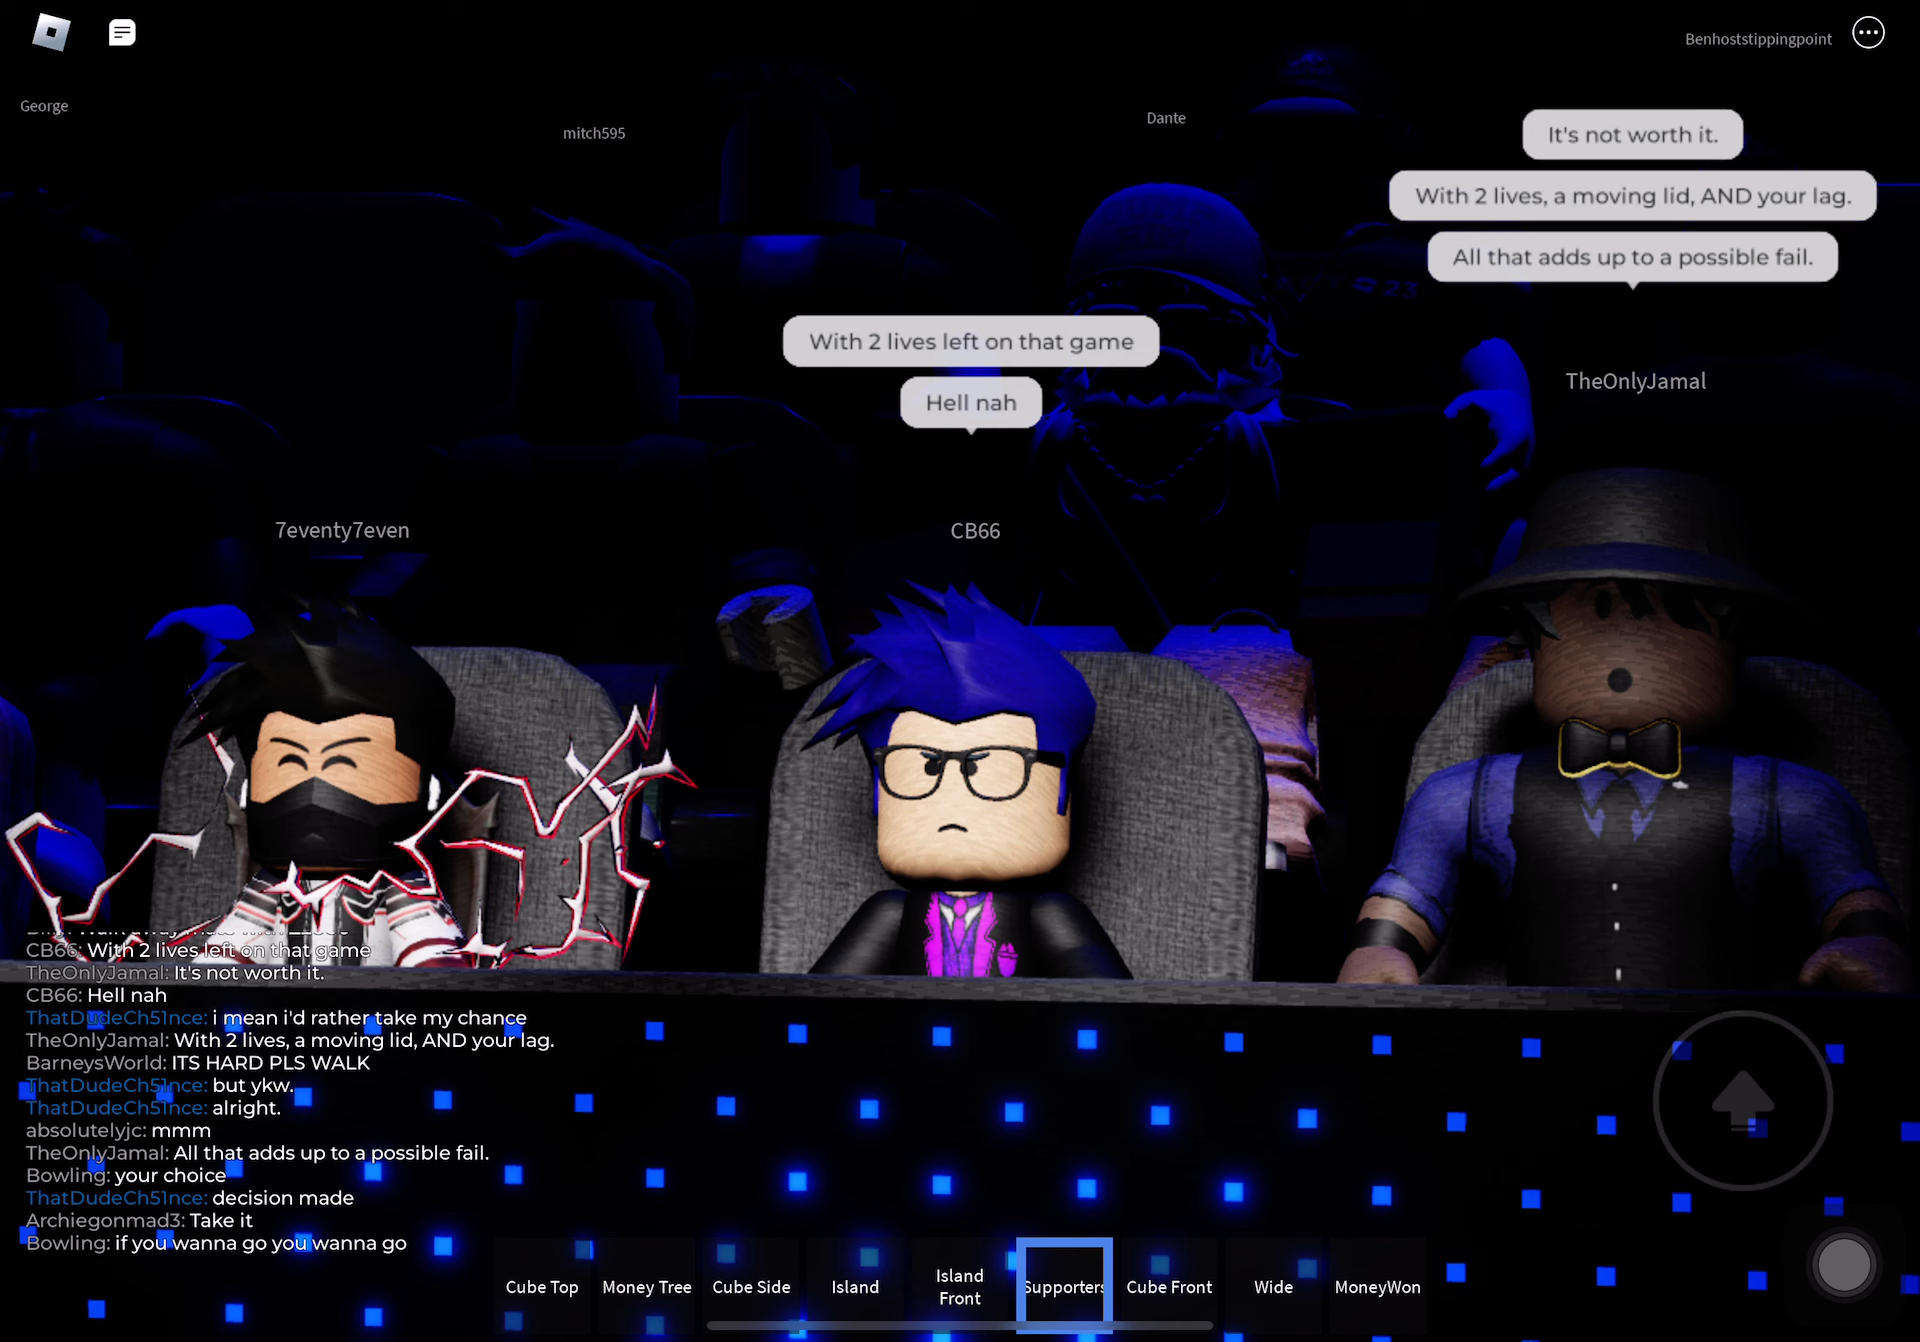 Benhoststippingpoint
George
mitch595
Dante
It's not worth it.
With 2 lives, a moving lid, AND your lag.
All that adds up to a possible fail.
With 2 lives left on that game
Hell nah
TheOnlyJamal
7eventy7even
CB66
CB66: With 2 lives left on that game
TheOnlyJamal: It's not worth it.
CB66: Hell nah
ThatDudeCh51nce: i mean i'd rather take my chance
TheOnlyJamal: With 2 lives, a moving lid, AND your lag.
BarneysWorld: ITS HARD PLS WALK
ThatDudeCh51nce: but ykw.
ThatDudeCh51nce: alright.
absolutelyjc: mmm
TheOnlyJamal: All that adds up to a possible fail.
Bowling: your choice
ThatDudeCh51nce: decision made
Archiegonmad3: Take it
Bowling: if you wanna go you wanna go
Cube Top
Money Tree
Cube Side
Island
Island
Front
Supporters
Cube Front
Wide
MoneyWon